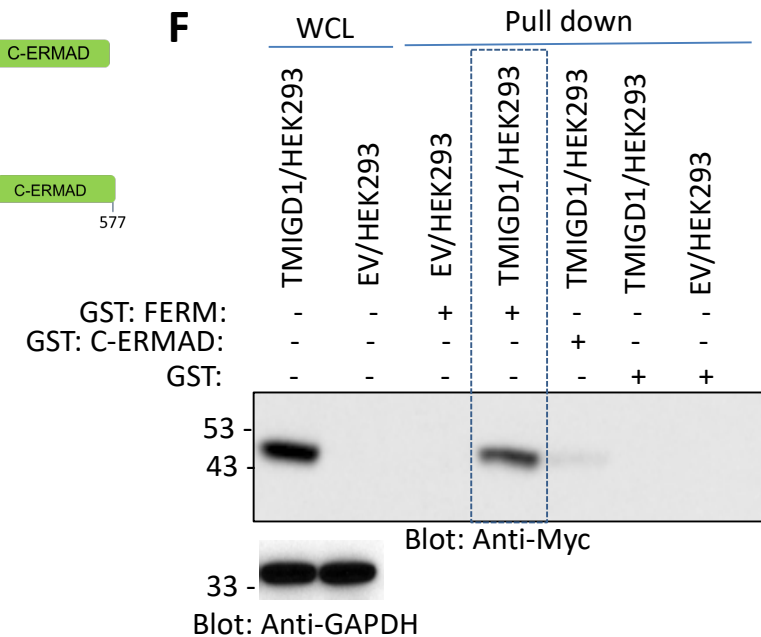 C-ERMAD
C-ERMAD
577
F
WCL
Pull down
TMIGD1/HEK293
EV/HEK293
EV/HEK293
TMIGD1/HEK293
TMIGD1/HEK293
TMIGD1/HEK293
EV/HEK293
GST: FERM: - - + + - - -
GST: C-ERMAD: - - - - + - -
GST: - - - - - + +
53 -
43 -
Blot: Anti-Myc
33 -
Blot: Anti-GAPDH